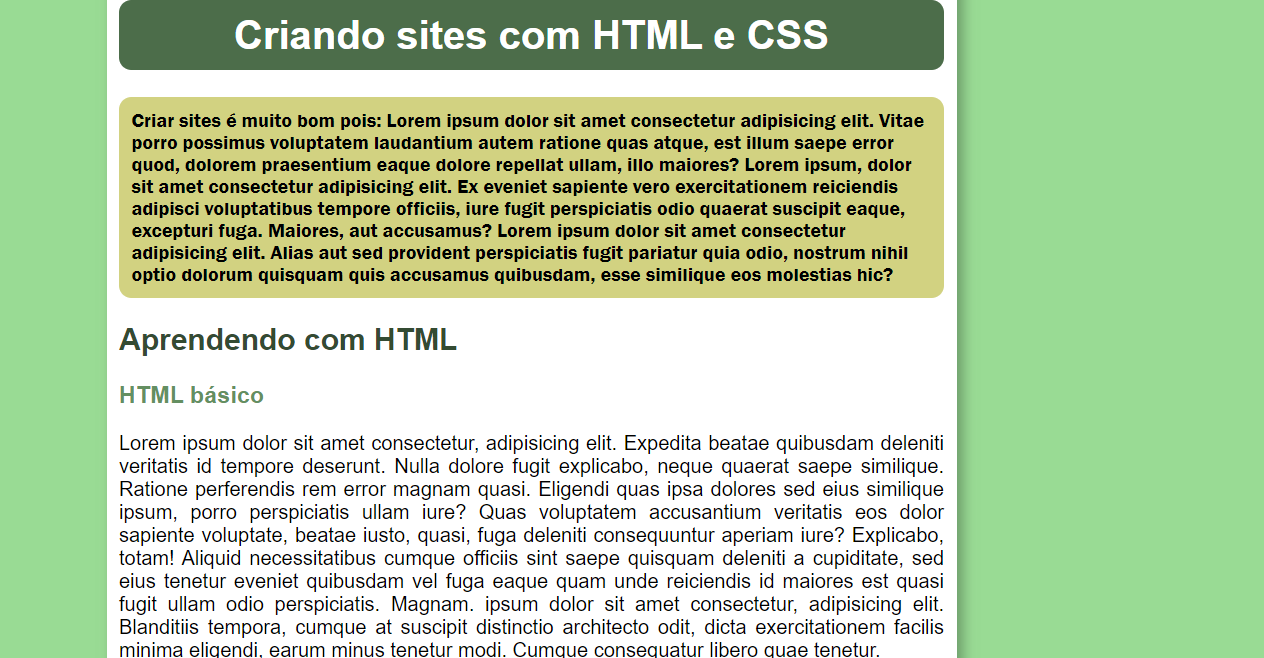 Criando sites com HTML e CSS
Criar sites é muito bom pois: Lorem ipsum dolor sit amet consectetur adipisicing elit. Vitae
porro possimus voluptatem laudantium autem ratione quas atque, est illum saepe error
quod, dolorem praesentium eaque dolore repellat ullam, illo maiores? Lorem ipsum, dolor
sit amet consectetur adipisicing elit. Ex eveniet sapiente vero exercitationem reiciendis
adipisci voluptatibus tempore officiis, iure fugit perspiciatis odio quaerat suscipit eaque,
excepturi fuga. Maiores, aut accusamus? Lorem ipsum dolor sit amet consectetur
adipisicing elit. Alias aut sed provident perspiciatis fugit pariatur quia odio, nostrum nihil
optio dolorum quisquam quis accusamus quibusdam, esse similique eos molestias hic?
Aprendendo com HTML
HTML básico
Lorem ipsum dolor sit amet consectetur, adipisicing elit. Expedita beatae quibusdam deleniti
veritatis id tempore deserunt. Nulla dolore fugit explicabo, neque quaerat saepe similique.
Ratione perferendis rem error magnam quasi. Eligendi quas ipsa dolores sed eius similique
ipsum, porro perspiciatis ullam iure? Quas voluptatem accusantium veritatis eos dolor
sapiente voluptate, beatae iusto, quasi, fuga deleniti consequuntur aperiam iure? Explicabo,
totam! Aliquid necessitatibus cumque officiis sint saepe quisquam deleniti a cupiditate, sed
eius tenetur eveniet quibusdam vel fuga eaque quam unde reiciendis id maiores est quasi
fugit ullam odio perspiciatis. Magnam. ipsum dolor sit amet consectetur, adipisicing elit.
Blanditiis tempora, cumque at suscipit distinctio architecto odit, dicta exercitationem facilis
minima eligendi, earum minus tenetur modi. Cumque consequatur libero quae tenetur.